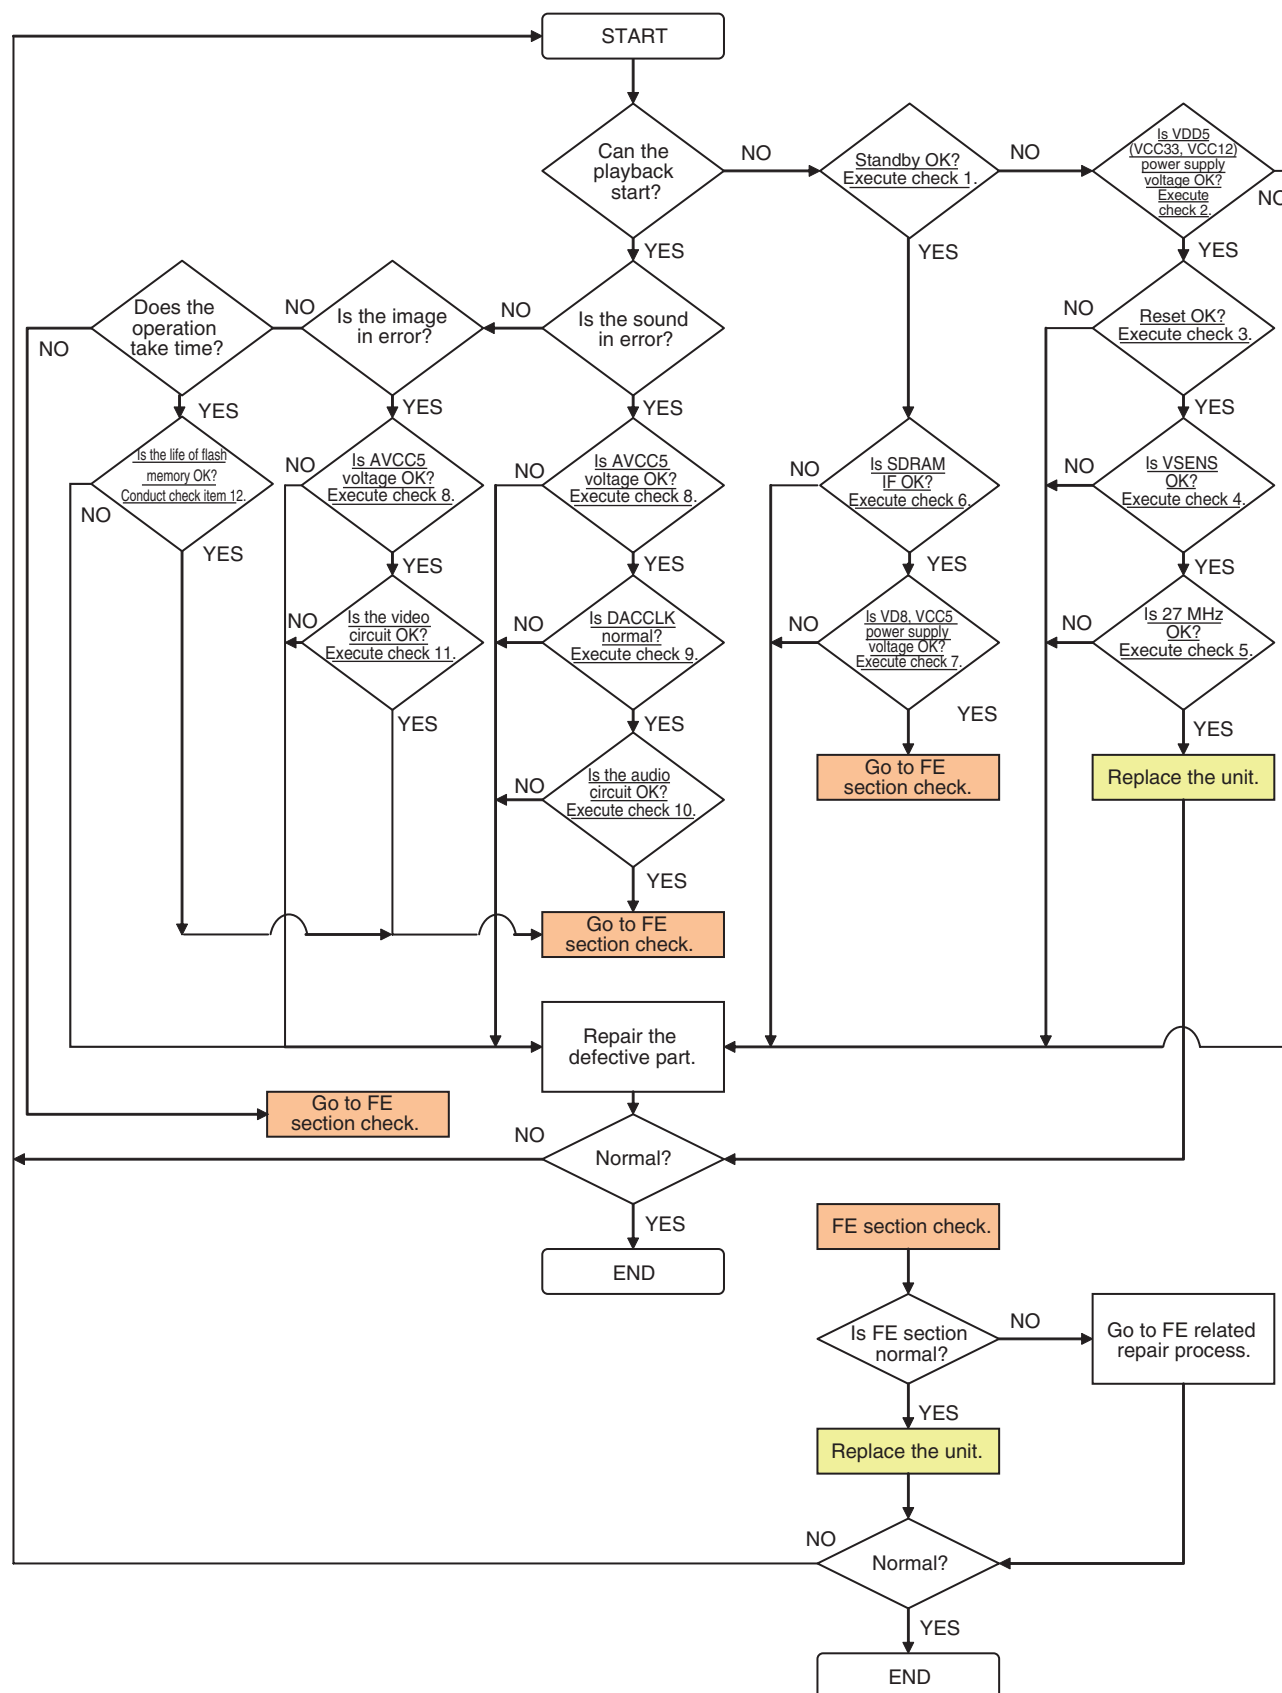 START
Can the
playback
start?
NO
Standby OK?
Execute check 1.
NO
Is VDD5
(VCC33, VCC12)
power supply
voltage OK?
Execute
check 2.
NO
YES
YES
YES
Does the
operation
take time?
NO
NO
Is the image
in error?
NO
Is the sound
in error?
NO
Reset OK?
Execute check 3.
YES
YES
YES
YES
Is the life of flash
memory OK?
Conduct check item 12.
NO
NO
Is AVCC5
voltage OK?
Execute check 8.
NO
Is AVCC5
voltage OK?
Execute check 8.
NO
Is SDRAM
IF OK?
Execute check 6.
NO
Is VSENS
OK?
Execute check 4.
YES
YES
YES
YES
YES
NO
Is the video
circuit OK?
Execute check 11.
NO
Is DACCLK
normal?
Execute check 9.
NO
Is VD8, VCC5
power supply
voltage OK?
Execute check 7.
NO
Is 27 MHz
OK?
Execute check 5.
YES
YES
YES
YES
NO
Is the audio
circuit OK?
Execute check 10.
Go to FE
section check.
Replace the unit.
YES
Go to FE
section check.
Repair the
defective part.
Go to FE
section check.
NO
Normal?
YES
END
FE section check.
Is FE section
normal?
NO
Go to FE related
repair process.
YES
Replace the unit.
NO
Normal?
YES
END